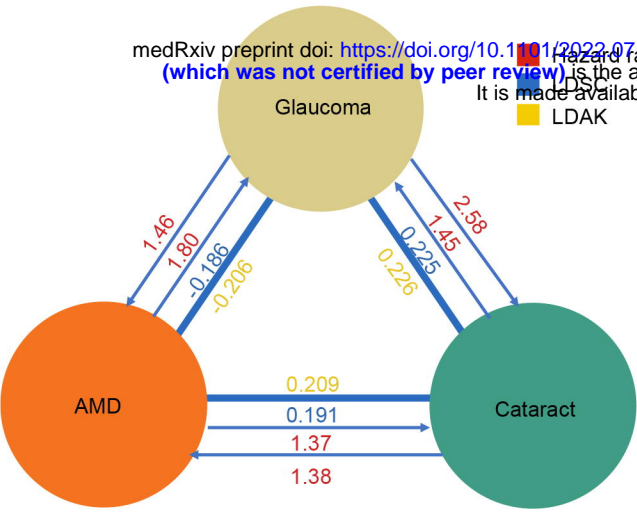 medRxiv preprint doi: https://doi.org/10.1101/2022.07
(which was not certified by peer review) is the a
It is made availab
Hazard ra
LDSC
LDAK
Glaucoma
1.46
1.80
-0.186
-0.206
2.58
1.45
0.225
0.226
AMD
0.209
0.191
1.37
1.38
Cataract